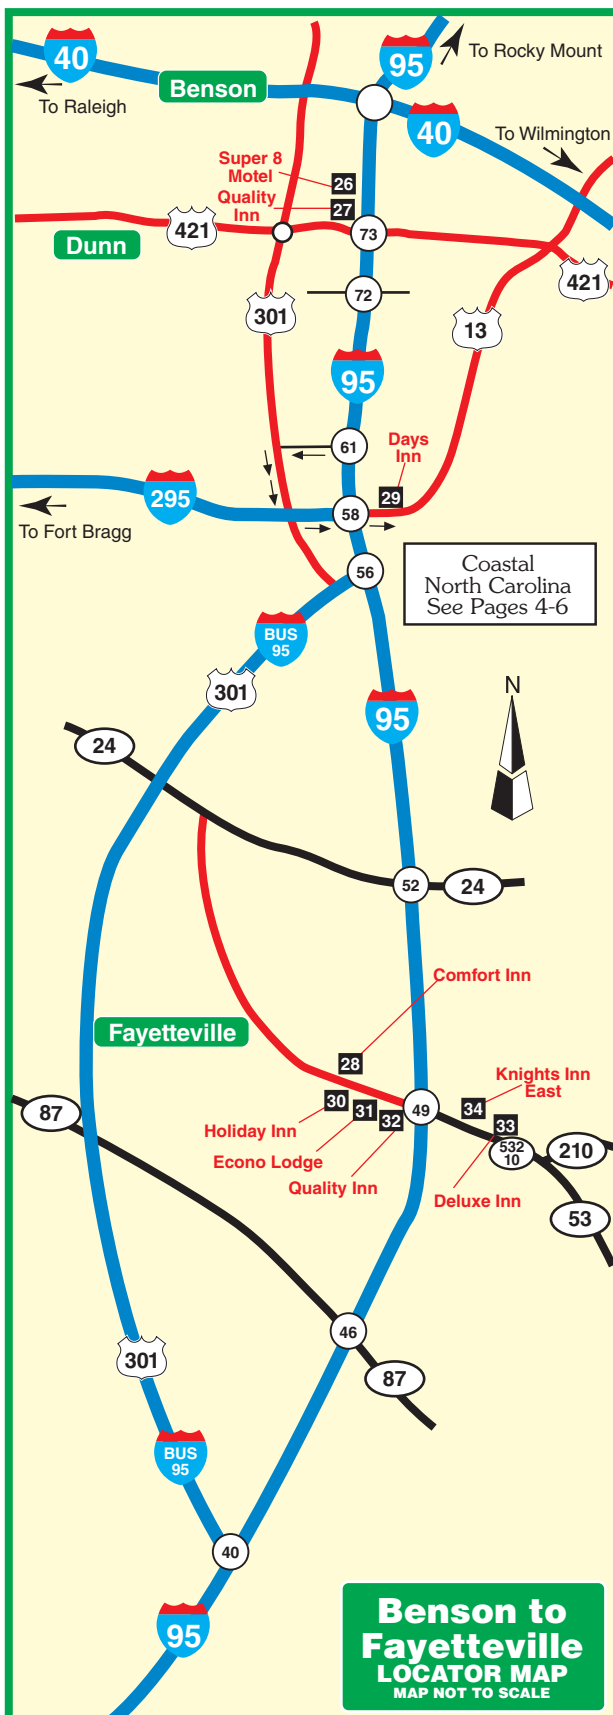 40
95
To Rocky Mount
To Raleigh
Benson
40
To Wilmington
Super 8
Motel
26
Quality
Inn
27
421
73
Dunn
421
72
301
13
95
61
Days
Inn
29
295
58
To Fort Bragg
56
Coastal
North Carolina
See Pages 4-6
BUS
95
301
N
95
24
52
24
Comfort Inn
Fayetteville
28
Knights Inn
East
87
30
31
32
49
34
33
Holiday Inn
532
10
210
Econo Lodge
Quality Inn
Deluxe Inn
53
46
301
87
BUS
95
40
95
Benson to
Fayetteville
LOCATOR MAP
MAP NOT TO SCALE